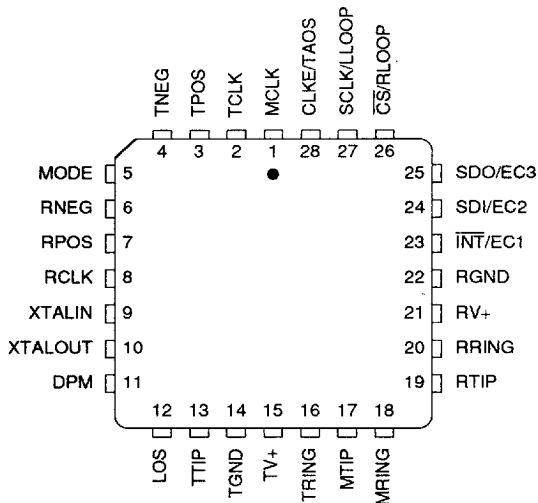 TNEG TPOS TCLK MCLK CLKE/TAOS SCLK/LLOOP C̅S̅/RLOOP
4 3 2 1 28 27 26
MODE 5 25 SDO/EC3
RNEG 6 24 SDI/EC2
RPOS 7 23 I̅N̅T̅/EC1
RCLK 8 22 RGND
XTALIN 9 21 RV+
XTALOUT 10 20 RRING
DPM 11 19 RTIP
12 13 14 15 16 17 18
LOS TTIP TGND TV+ TRING MTIP MRING